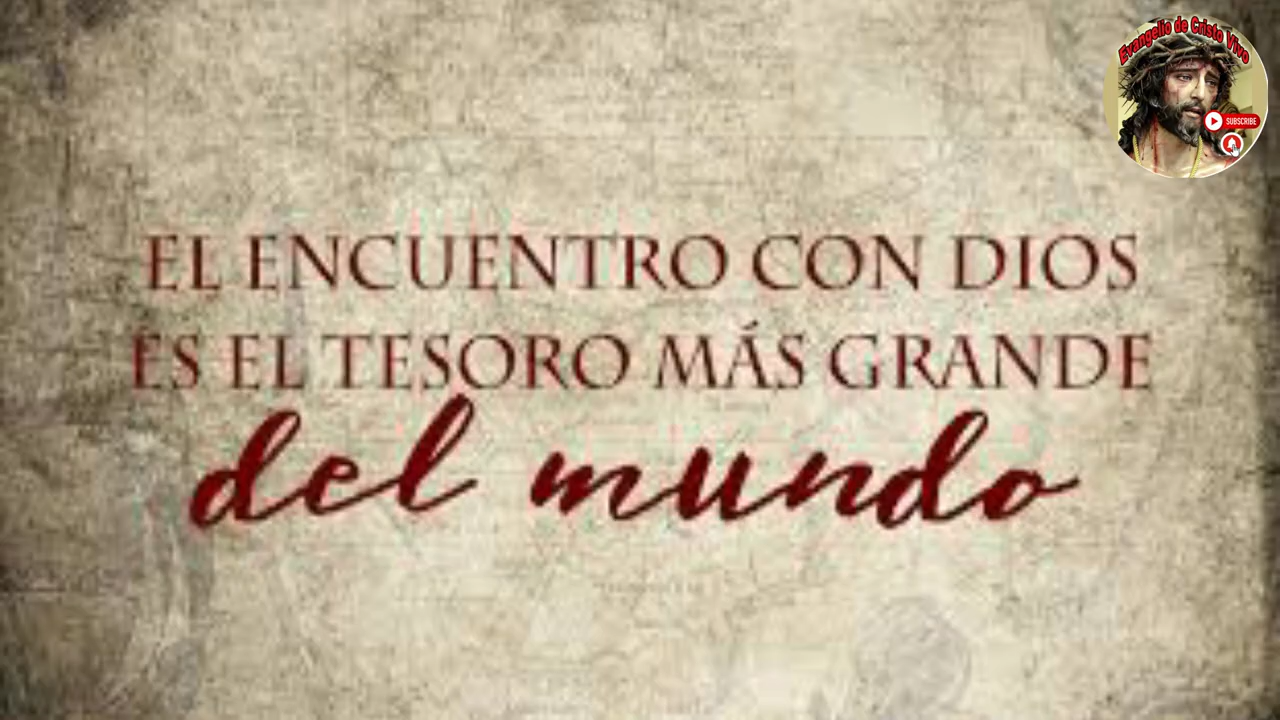 Evangelio de Cristo Vivo
SUBSCRIBE
EL ENCUENTRO CON DIOS
ES EL TESORO MÁS GRANDE
del mundo